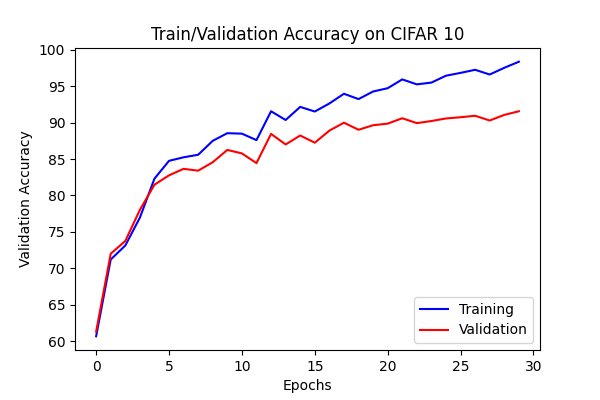 Train/Validation Accuracy on CIFAR 10
100
95
90
85
80
75
70
65
60
Validation Accuracy
0 5 10 15 20 25 30
Epochs
Training
Validation